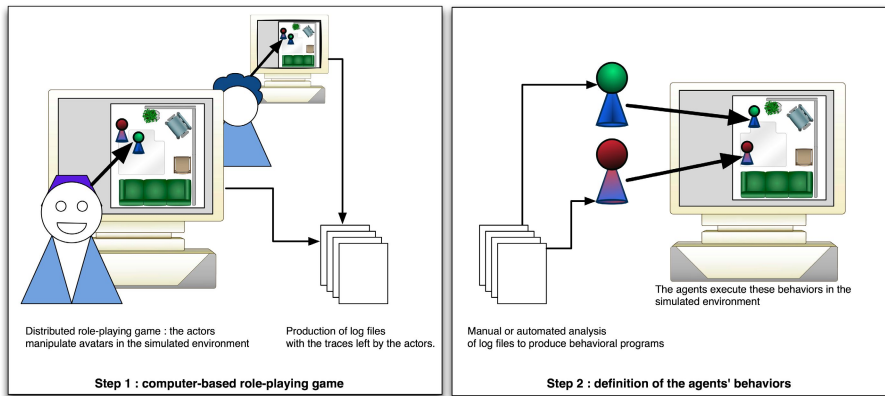 Distributed role-playing game : the actors
manipulate avatars in the simulated environment
Production of log files
with the traces left by the actors.
Step 1 : computer-based role-playing game
The agents execute these behaviors in the
simulated environment
Manual or automated analysis
of log files to produce behavioral programs
Step 2 : definition of the agents' behaviors